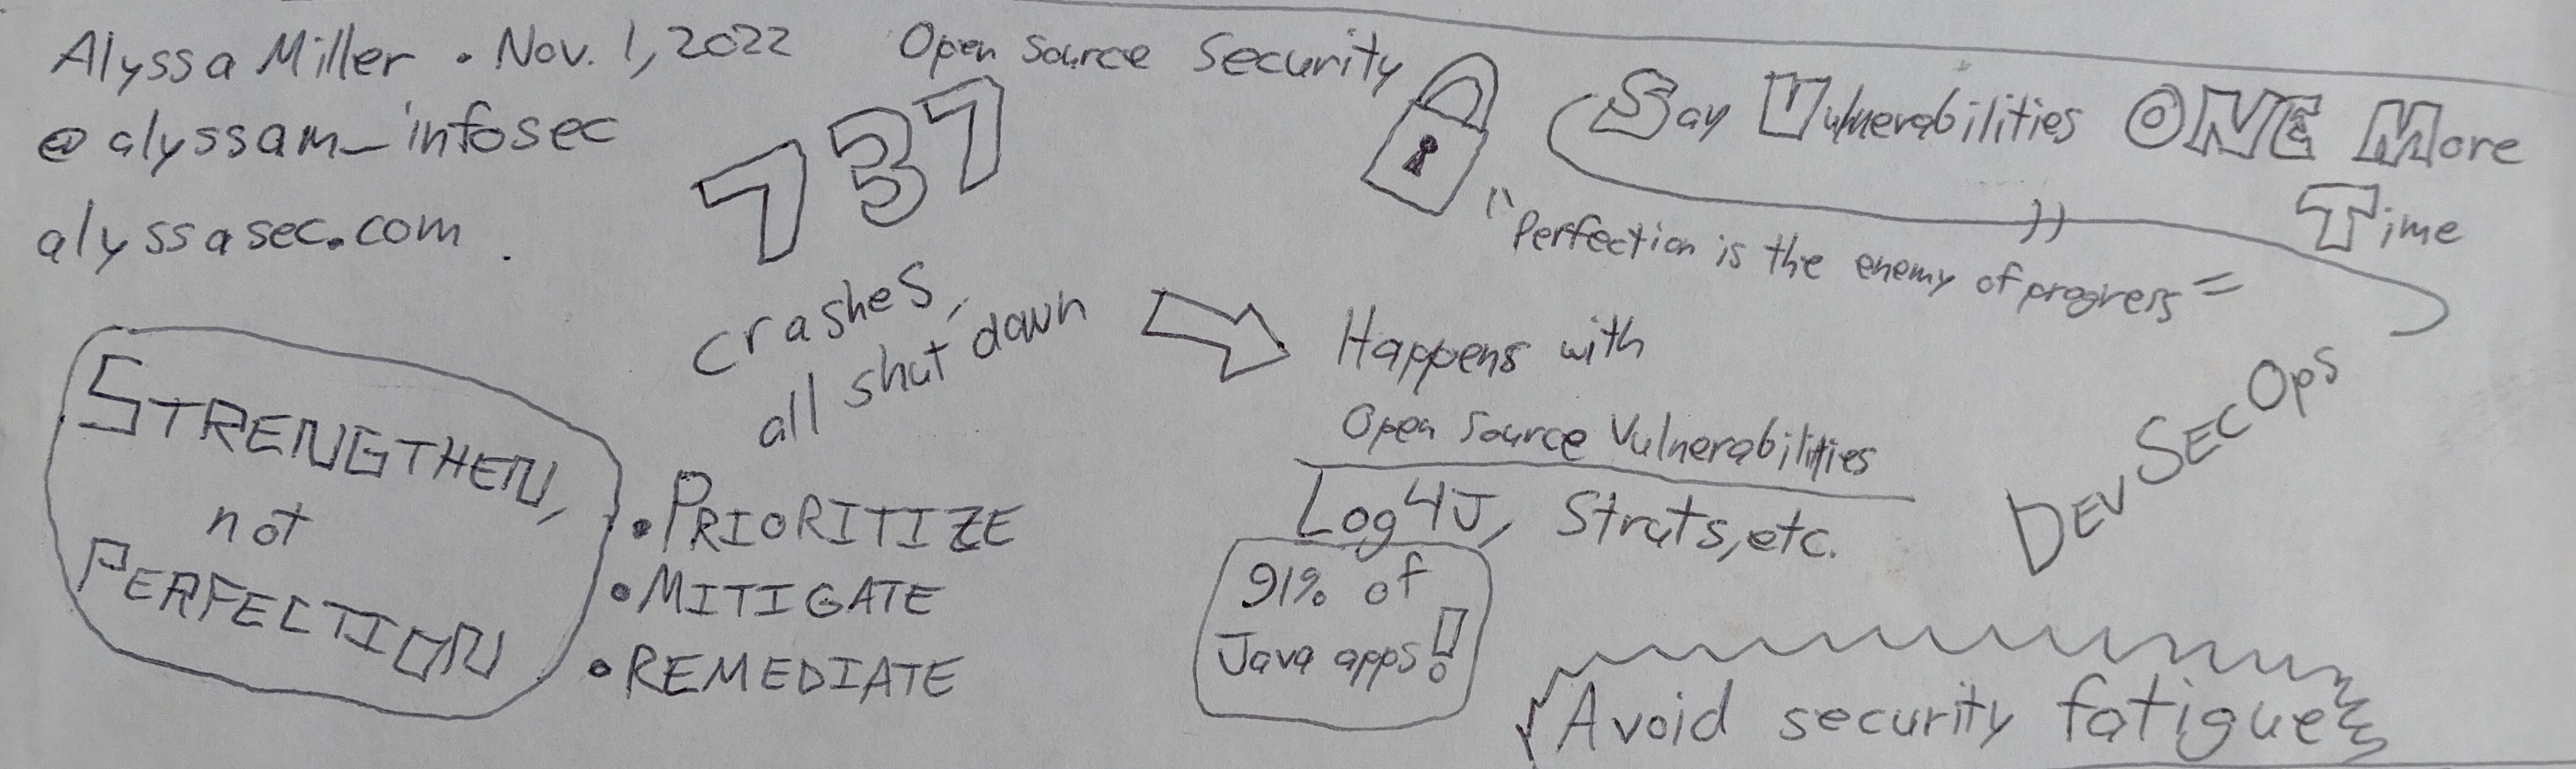 Alyssa Miller • Nov. 1, 2022
@alyssam_infosec
alyssasec.com
Open Source Security
Say Vulnerabilities ONE More
Time
"Perfection is the enemy of progress"
737
crashes,
all shut down
Happens with
Open Source Vulnerabilities
Log4J, Struts, etc.
91% of
Java apps!
DevSecOps
STRENGTHEN,
not
PERFECTION
• PRIORITIZE
• MITIGATE
• REMEDIATE
Avoid security fatigue